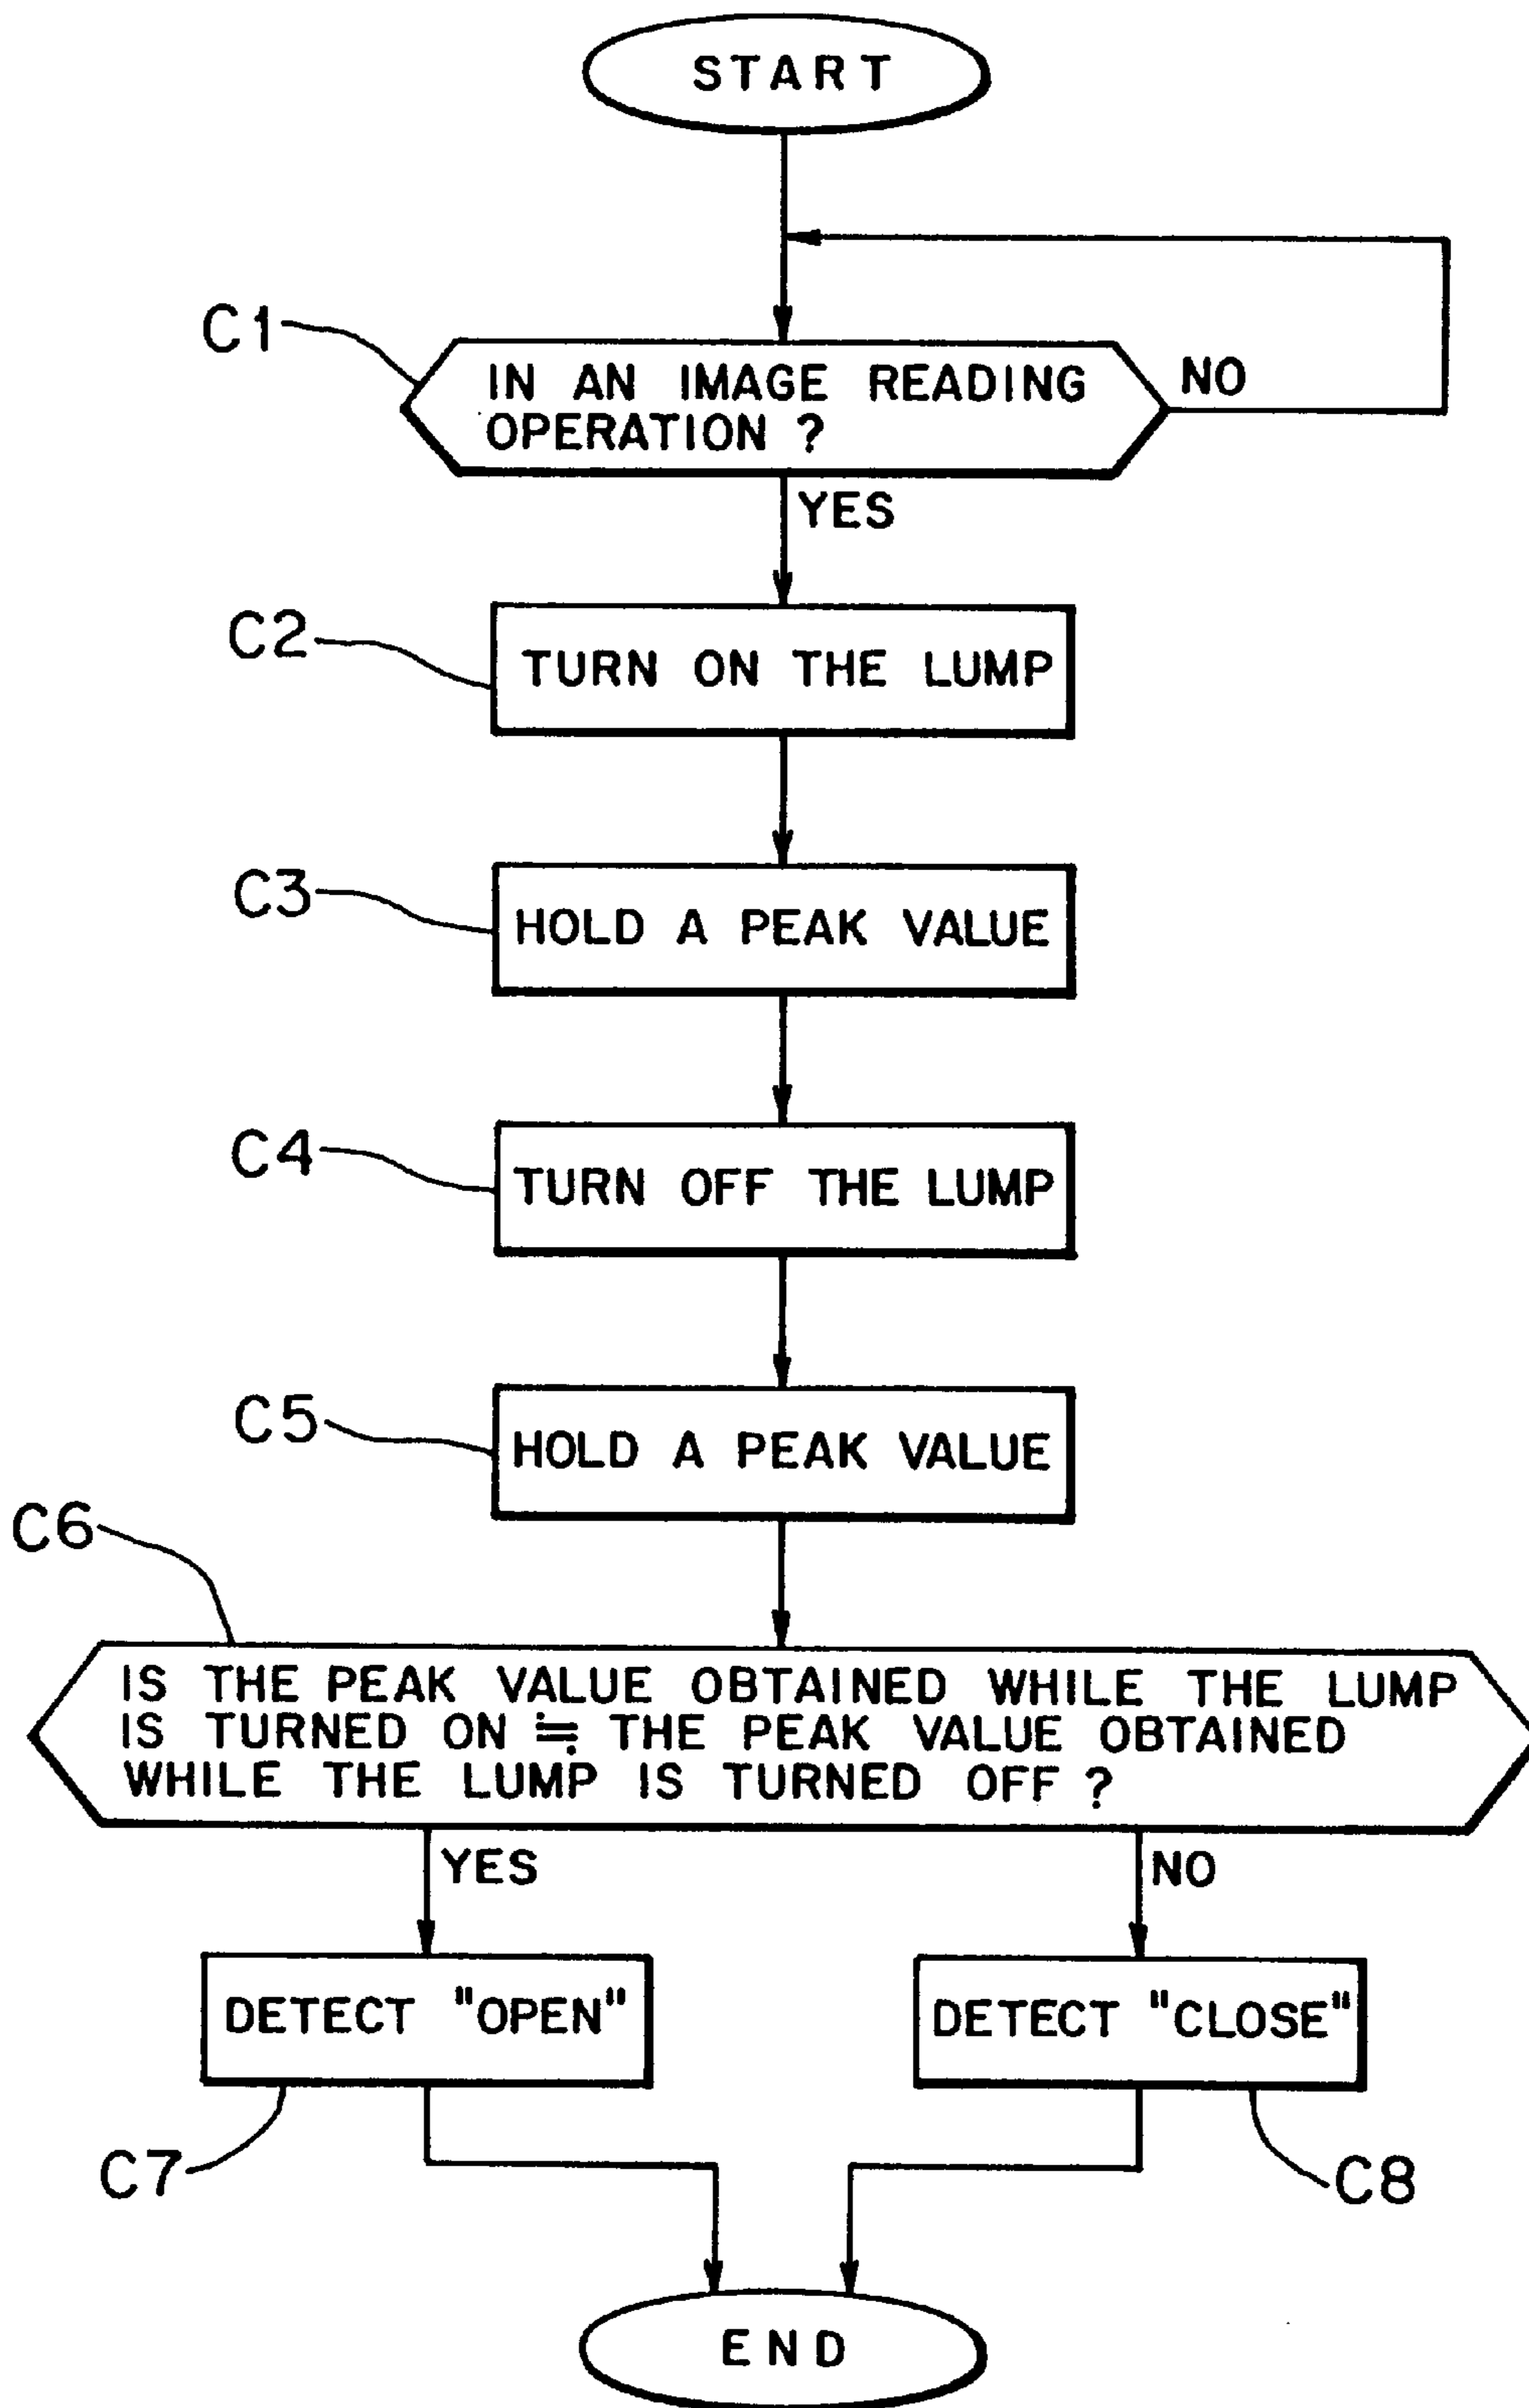 START
C1
IN AN IMAGE READING
OPERATION ?
NO
YES
C2
TURN ON THE LUMP
C3
HOLD A PEAK VALUE
C4
TURN OFF THE LUMP
C5
HOLD A PEAK VALUE
C6
IS THE PEAK VALUE OBTAINED WHILE THE LUMP
IS TURNED ON ≒ THE PEAK VALUE OBTAINED
WHILE THE LUMP IS TURNED OFF ?
YES
NO
DETECT "OPEN"
DETECT "CLOSE"
C7
C8
END